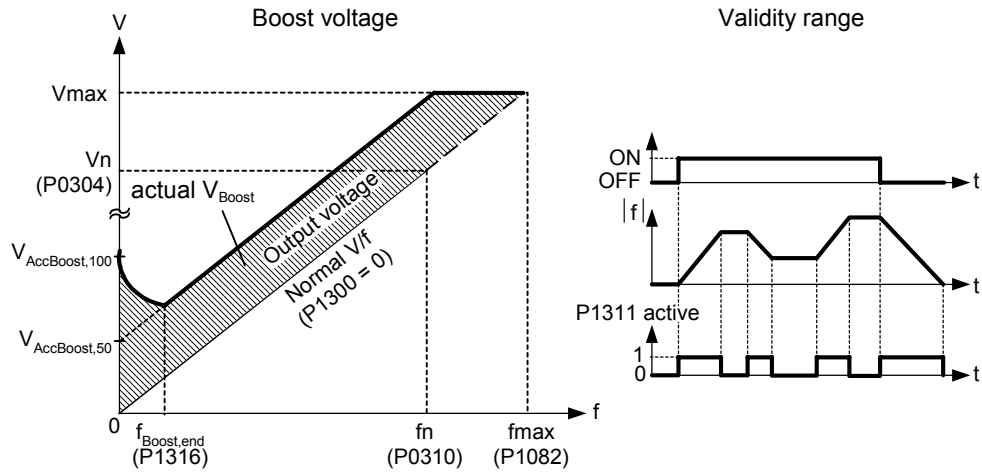 Boost voltage
V
Vmax
Vn
(P0304)
actual V_Boost
Output voltage
Normal V/f
(P1300 = 0)
V_AccBoost,100
V_AccBoost,50
0
f_Boost,end
(P1316)
fn
(P0310)
fmax
(P1082)
f
Validity range
ON
OFF
t
|f|
t
P1311 active
1
0
t